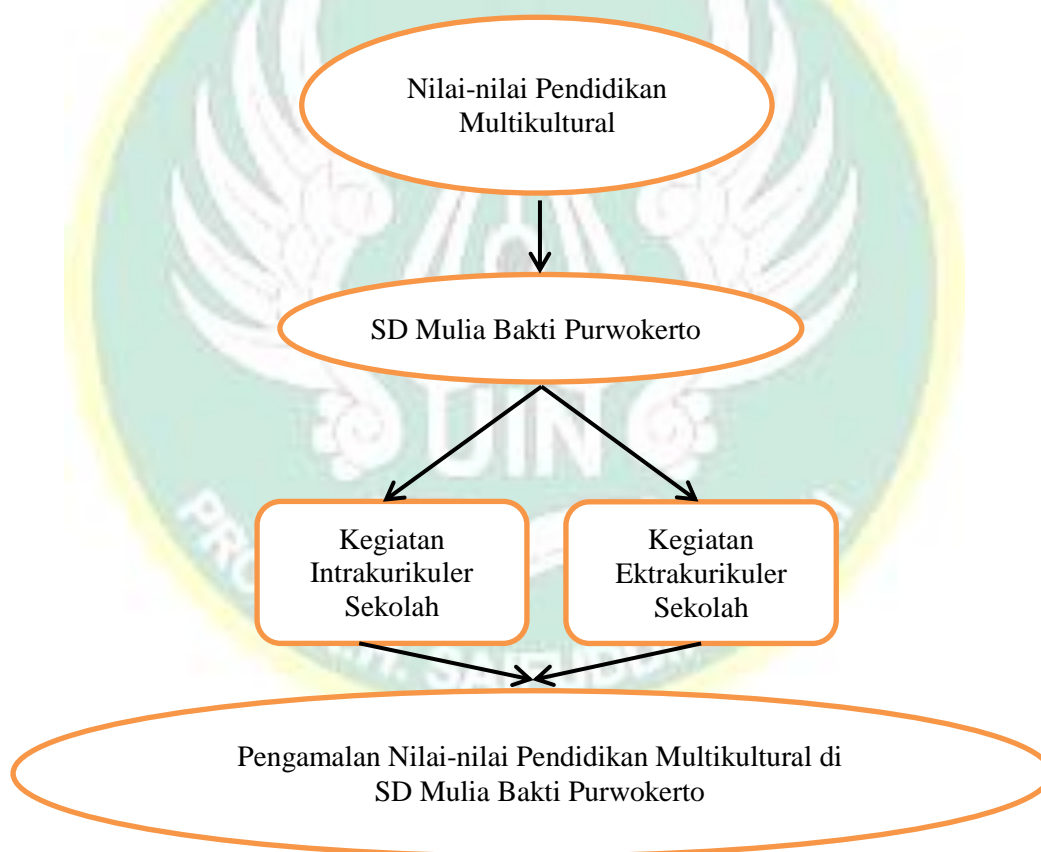 Nilai-nilai Pendidikan
Multikultural
SD Mulia Bakti Purwokerto
UIN
Kegiatan
Intrakurikuler
Sekolah
Kegiatan
Ektrakurikuler
Sekolah
Pengamalan Nilai-nilai Pendidikan Multikultural di
SD Mulia Bakti Purwokerto